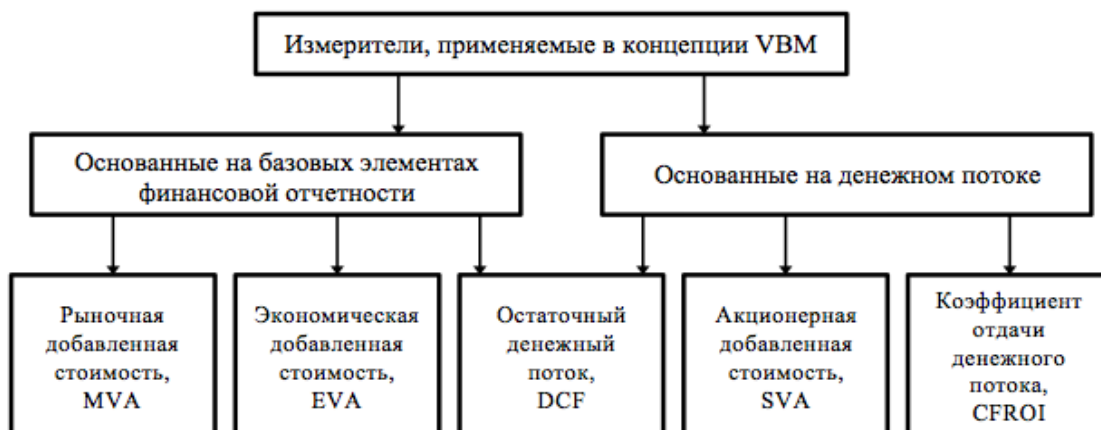 Измерители, применяемые в концепции VBM
Основанные на базовых элементах
финансовой отчетности
Основанные на денежном потоке
Рыночная
добавленная
стоимость,
MVA
Экономическая
добавленная
стоимость,
EVA
Остаточный
денежный
поток,
DCF
Акционерная
добавленная
стоимость,
SVA
Коэффициент
отдачи
денежного
потока,
CFROI